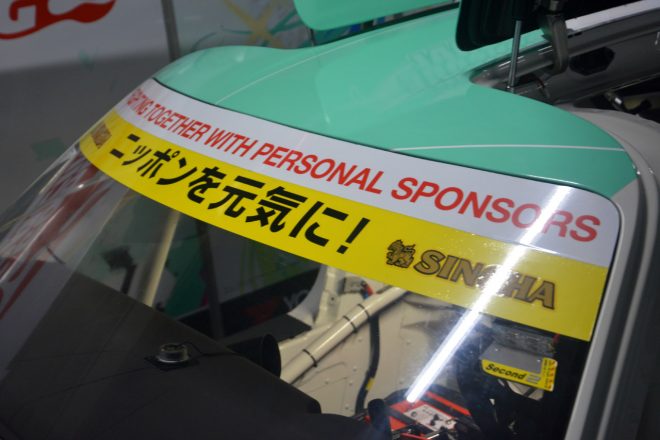 FIGHTING TOGETHER WITH PERSONAL SPONSORS
ニッポンを元気に!
SINGHA
Second